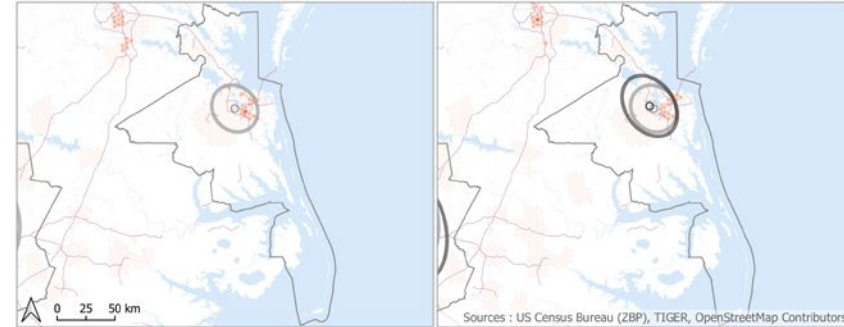 0 25 50 km
Sources : US Census Bureau (ZBP), TIGER, OpenStreetMap Contributors